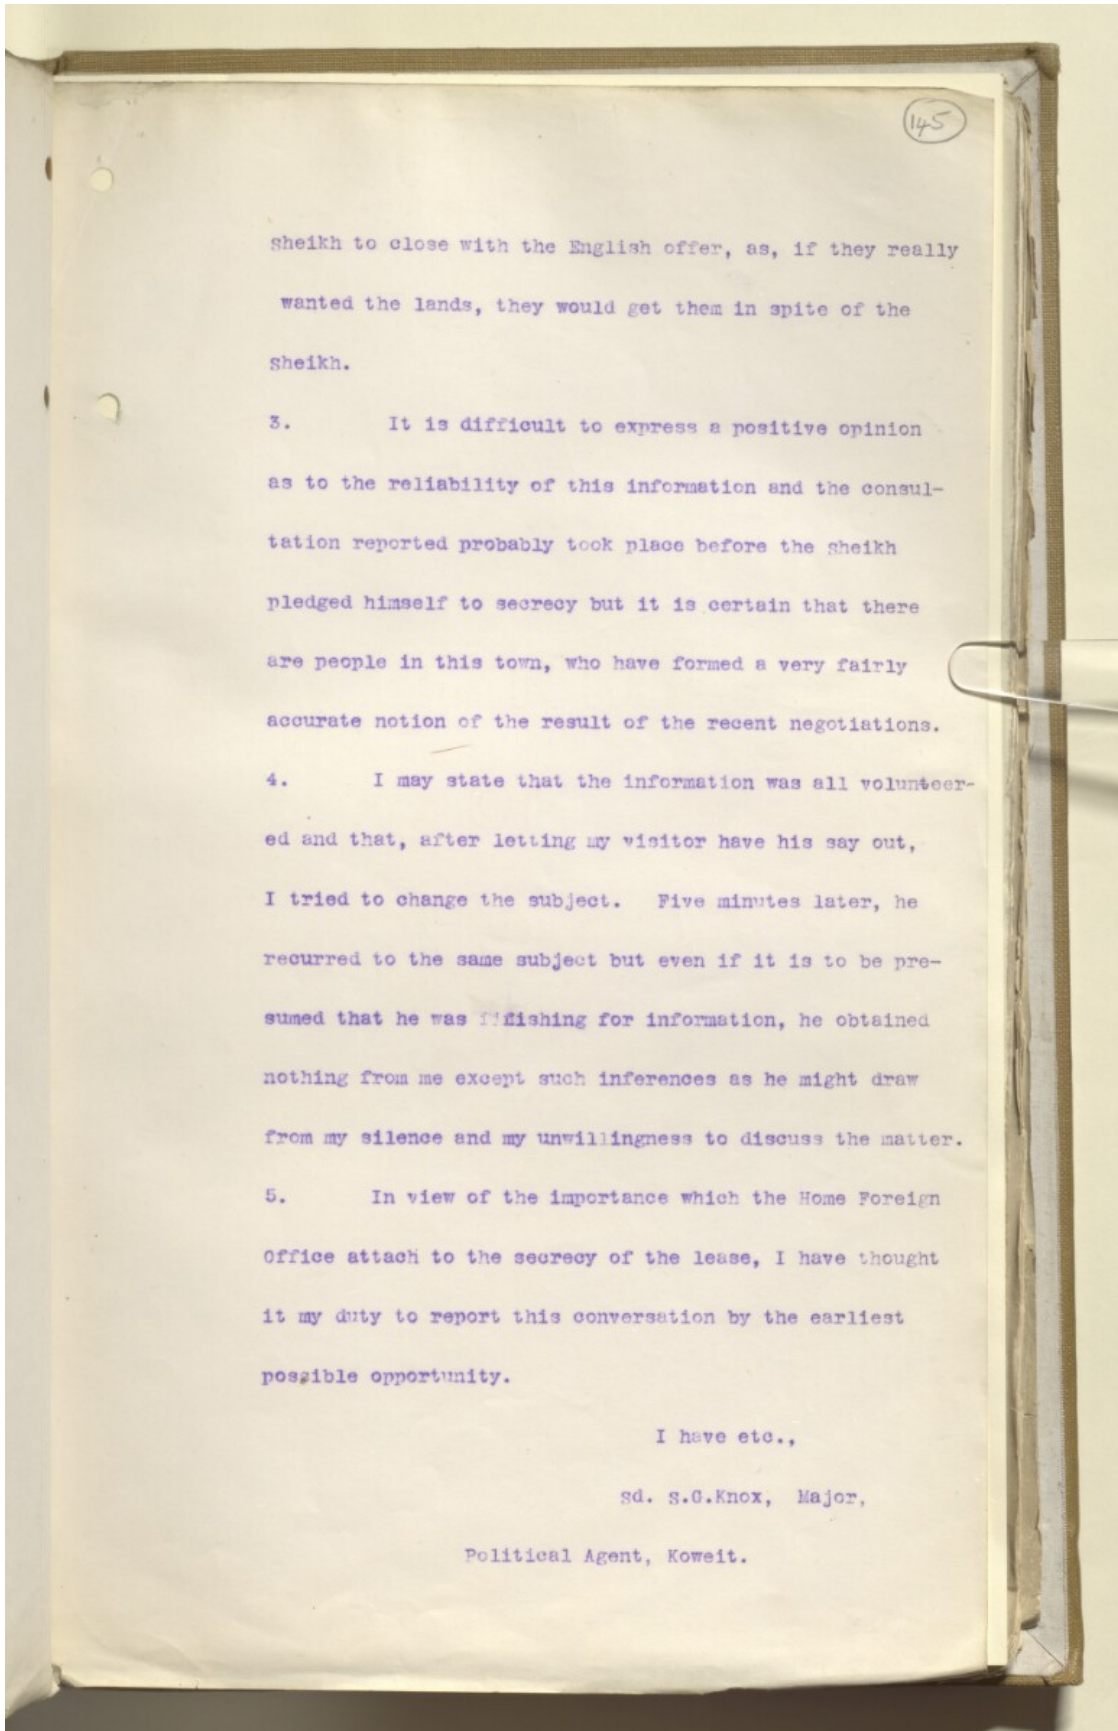 145
sheikh to close with the English offer, as, if they really
wanted the lands, they would get them in spite of the
sheikh.
3. It is difficult to express a positive opinion
as to the reliability of this information and the consul-
tation reported probably took place before the sheikh
pledged himself to secrecy but it is certain that there
are people in this town, who have formed a very fairly
accurate notion of the result of the recent negotiations.
4. I may state that the information was all volunteer-
ed and that, after letting my visitor have his say out,
I tried to change the subject. Five minutes later, he
recurred to the same subject but even if it is to be pre-
sumed that he was fishing for information, he obtained
nothing from me except such inferences as he might draw
from my silence and my unwillingness to discuss the matter.
5. In view of the importance which the Home Foreign
Office attach to the secrecy of the lease, I have thought
it my duty to report this conversation by the earliest
possible opportunity.
I have etc.,
sd. S.G.Knox, Major,
Political Agent, Koweit.